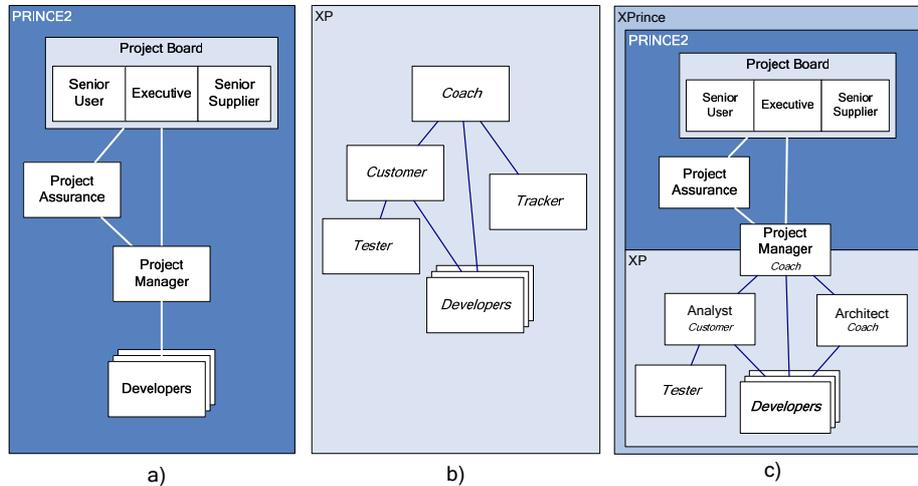 PRINCE2
Project Board
Senior
User
Executive
Senior
Supplier
Project
Assurance
Project
Manager
Developers
a)
XP
Coach
Customer
Tracker
Tester
Developers
b)
XPrince
PRINCE2
Project Board
Senior
User
Executive
Senior
Supplier
Project
Assurance
Project
Manager
Coach
XP
Analyst
Customer
Architect
Coach
Tester
Developers
c)